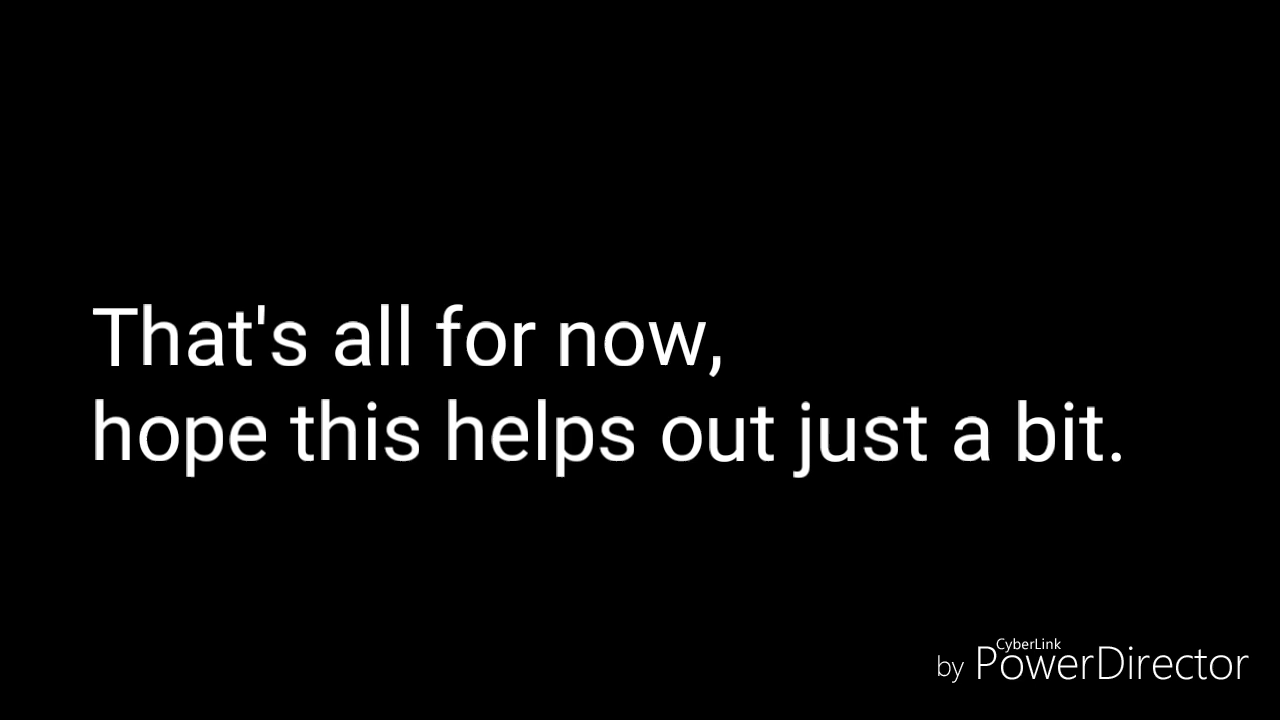 That's all for now,
hope this helps out just a bit.
by CyberLink PowerDirector